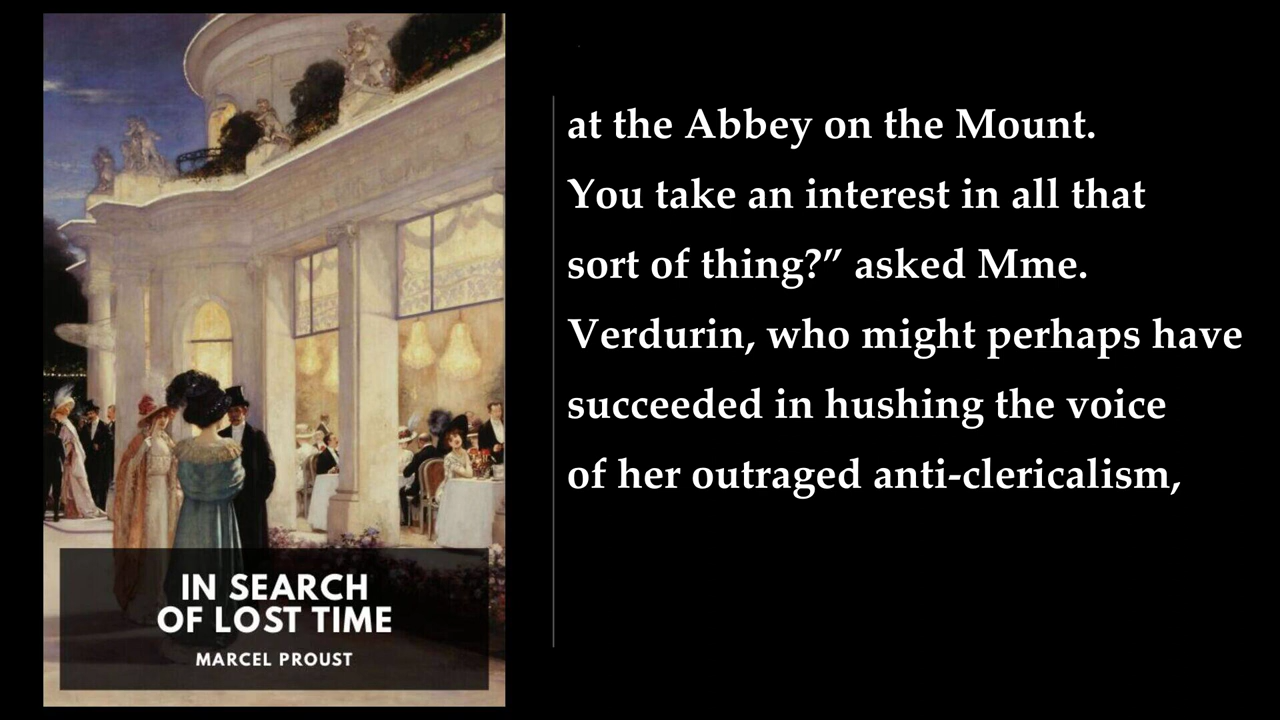 at the Abbey on the Mount.
You take an interest in all that
sort of thing?” asked Mme.
Verdurin, who might perhaps have
succeeded in hushing the voice
of her outraged anti-clericalism,
IN SEARCH
OF LOST TIME
MARCEL PROUST